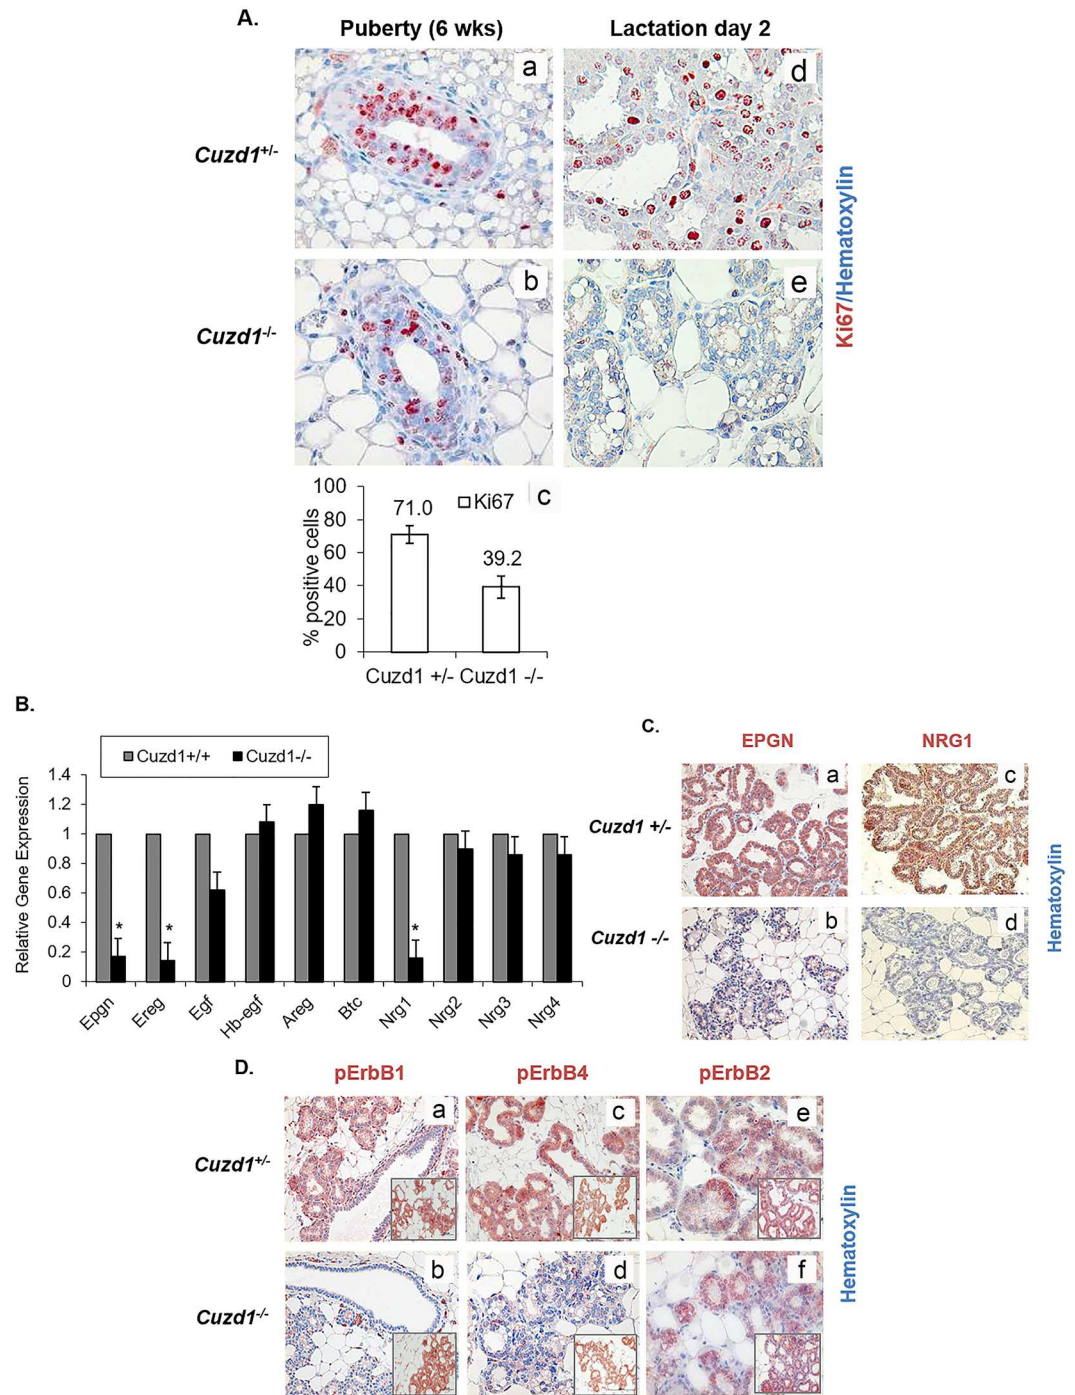 A.
Puberty (6 wks)
Lactation day 2
a
d
Cuzd1+/-
b
e
Cuzd1-/-
Ki67/Hematoxylin
c
Ki67
% positive cells
100
80
60
40
20
0
71.0
39.2
Cuzd1 +/- Cuzd1 -/-
B.
Cuzd1+/+ Cuzd1-/-
Relative Gene Expression
1.4
1.2
1
0.8
0.6
0.4
0.2
0
* * *
Epgn Ereg Egf Hb-egf Areg Btc Nrg1 Nrg2 Nrg3 Nrg4
C.
EPGN NRG1
a
c
Cuzd1 +/-
b
d
Cuzd1 -/-
Hematoxylin
D.
pErbB1 pErbB4 pErbB2
a
c
e
Cuzd1+/-
b
d
f
Cuzd1-/-
Hematoxylin